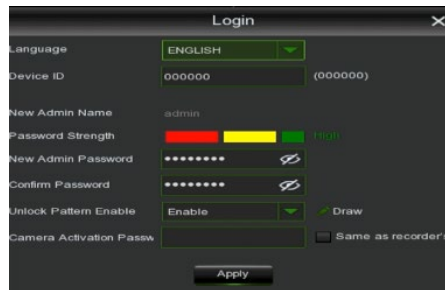 Login
Language ENGLISH
Device ID 000000 (000000)
New Admin Name admin
Password Strength High
New Admin Password ********
Confirm Password ********
Unlock Pattern Enable Enable Draw
Camera Activation Passw Same as recorder's
Apply